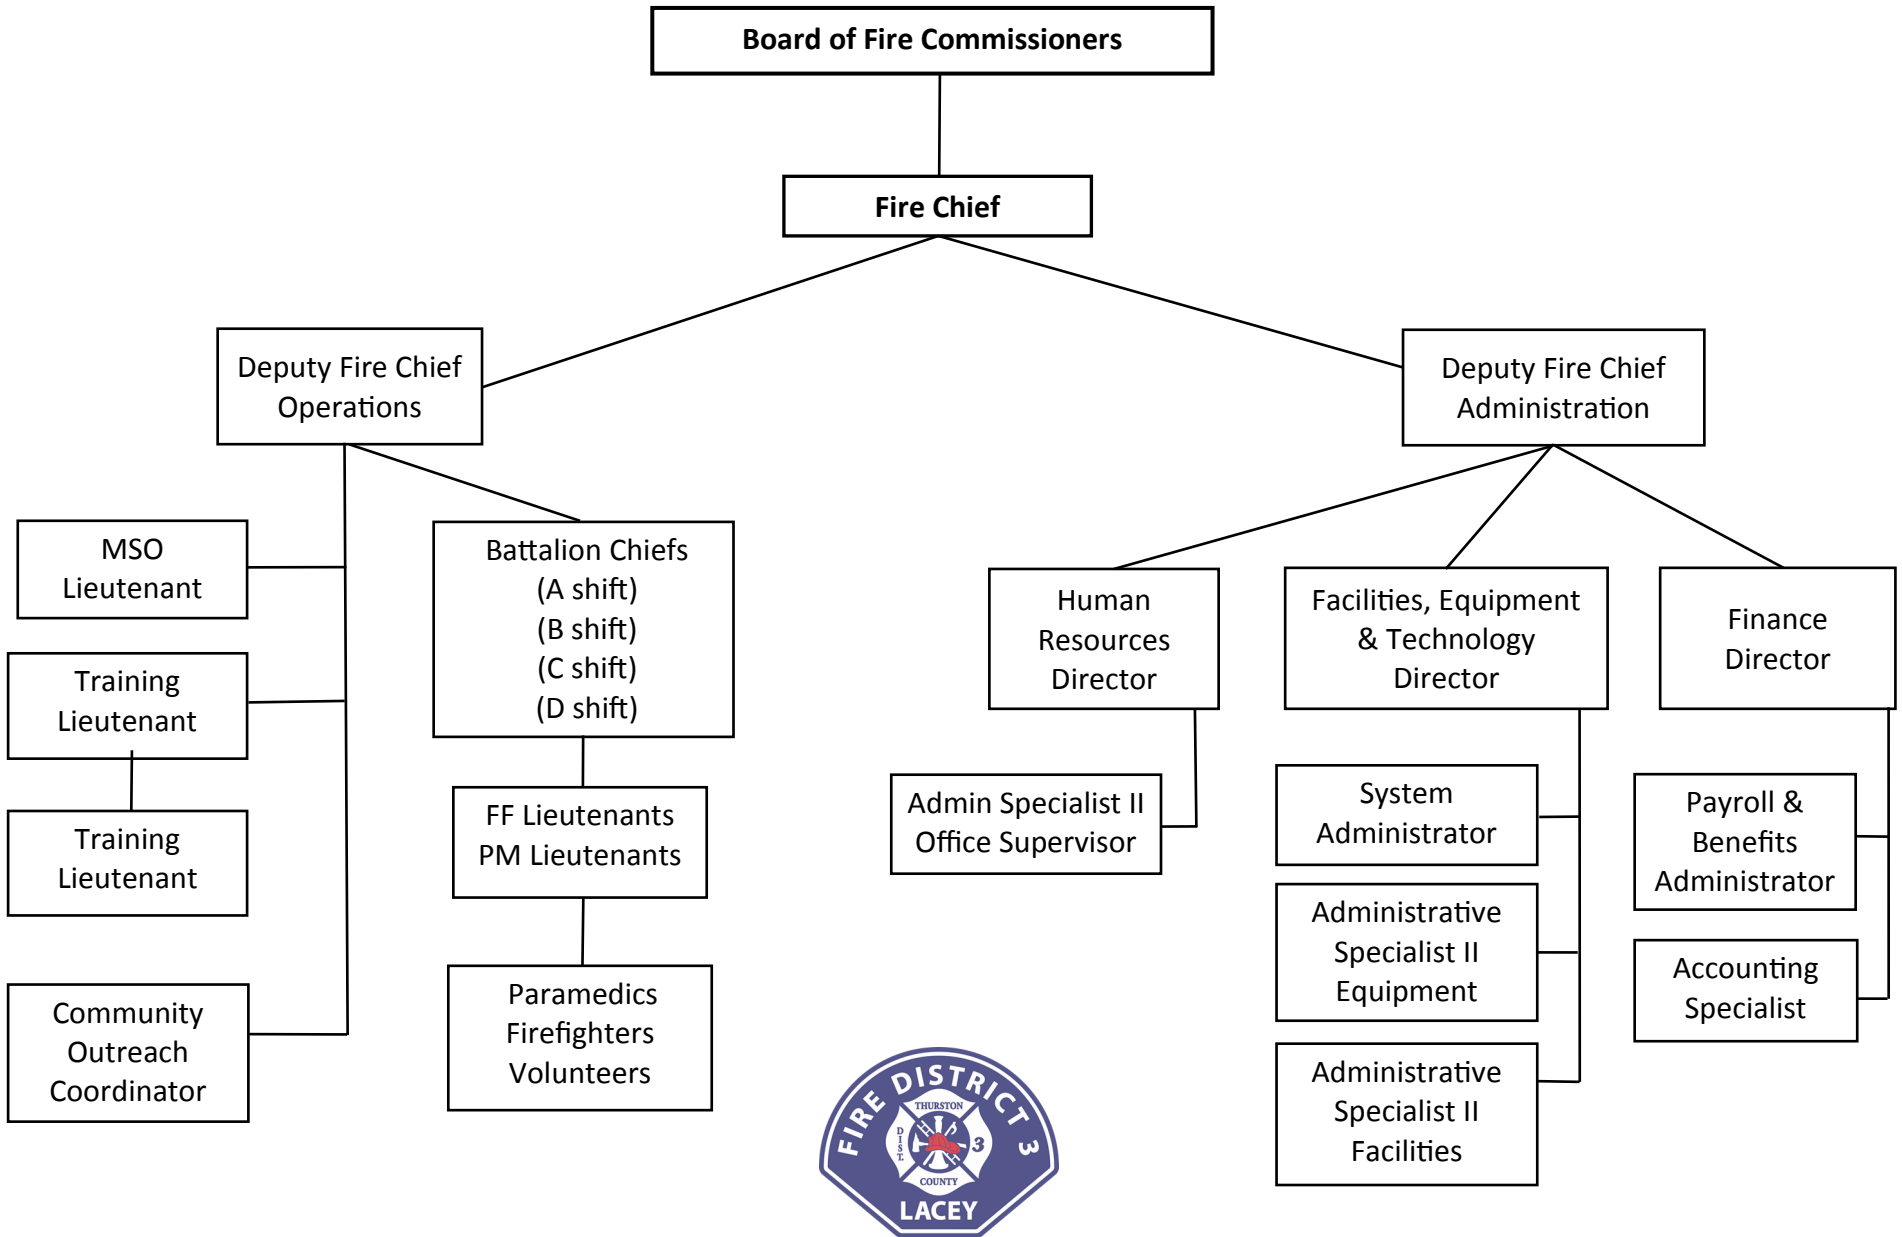 Board of Fire Commissioners
Fire Chief
Deputy Fire Chief
Operations
Deputy Fire Chief
Administration
MSO
Lieutenant
Training
Lieutenant
Training
Lieutenant
Community
Outreach
Coordinator
Battalion Chiefs
(A shift)
(B shift)
(C shift)
(D shift)
FF Lieutenants
PM Lieutenants
Paramedics
Firefighters
Volunteers
Human
Resources
Director
Admin Specialist II
Office Supervisor
Facilities, Equipment
& Technology
Director
System
Administrator
Administrative
Specialist II
Equipment
Administrative
Specialist II
Facilities
Finance
Director
Payroll &
Benefits
Administrator
Accounting
Specialist
FIRE DISTRICT 3
THURSTON
DIST.
3
COUNTY
LACEY